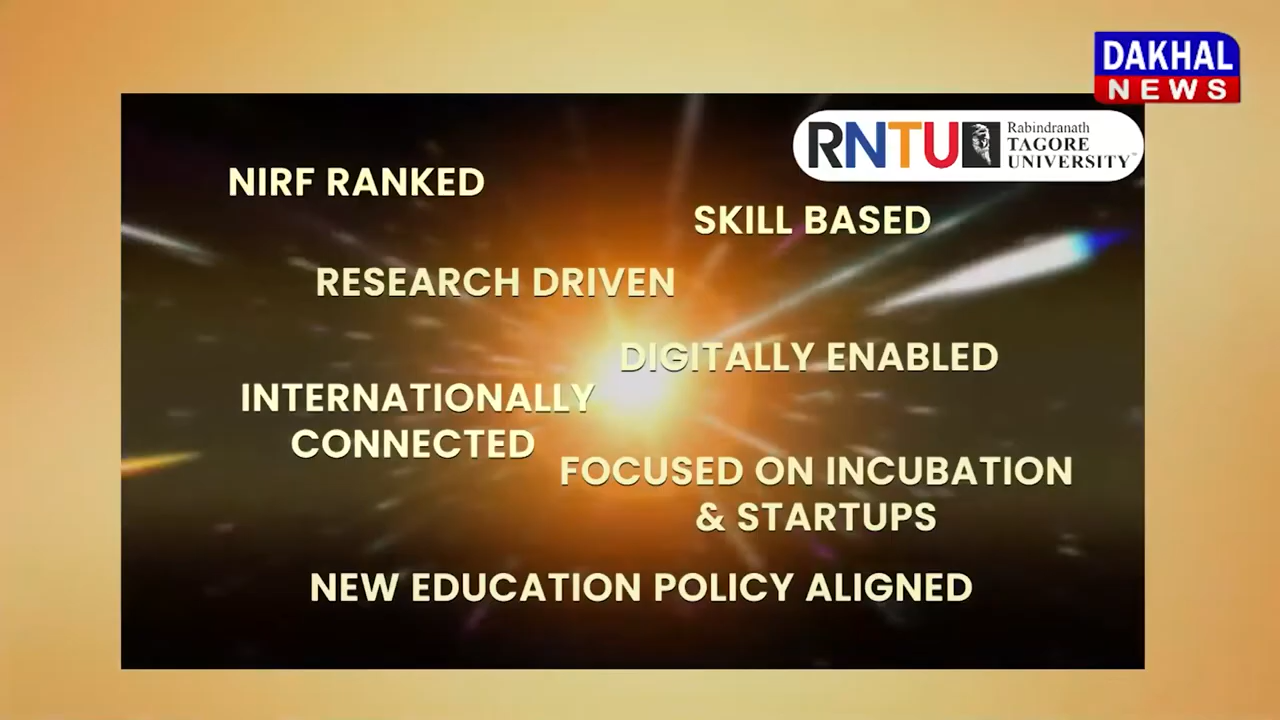 DAKHAL
NEWS
RNTU
Rabindranath
TAGORE
UNIVERSITY™
NIRF RANKED
SKILL BASED
RESEARCH DRIVEN
DIGITALLY ENABLED
INTERNATIONALLY
CONNECTED
FOCUSED ON INCUBATION
& STARTUPS
NEW EDUCATION POLICY ALIGNED